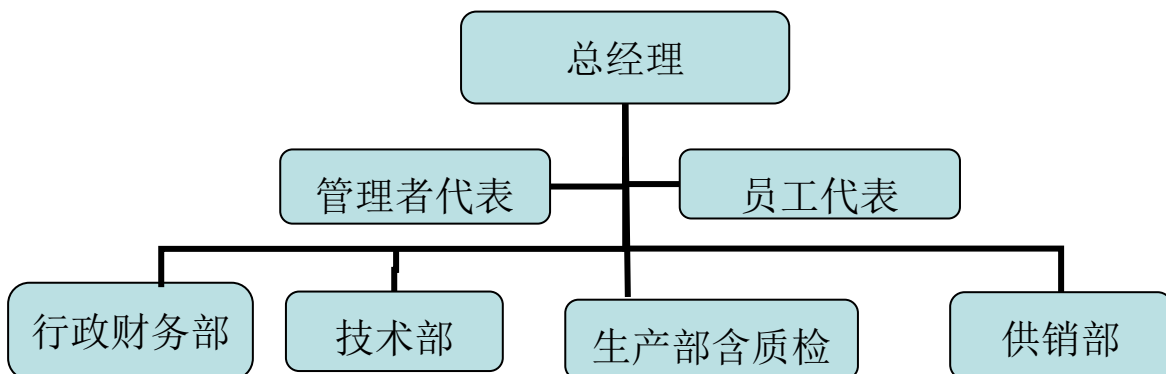 总经理
管理者代表
员工代表
行政财务部
技术部
生产部含质检
供销部